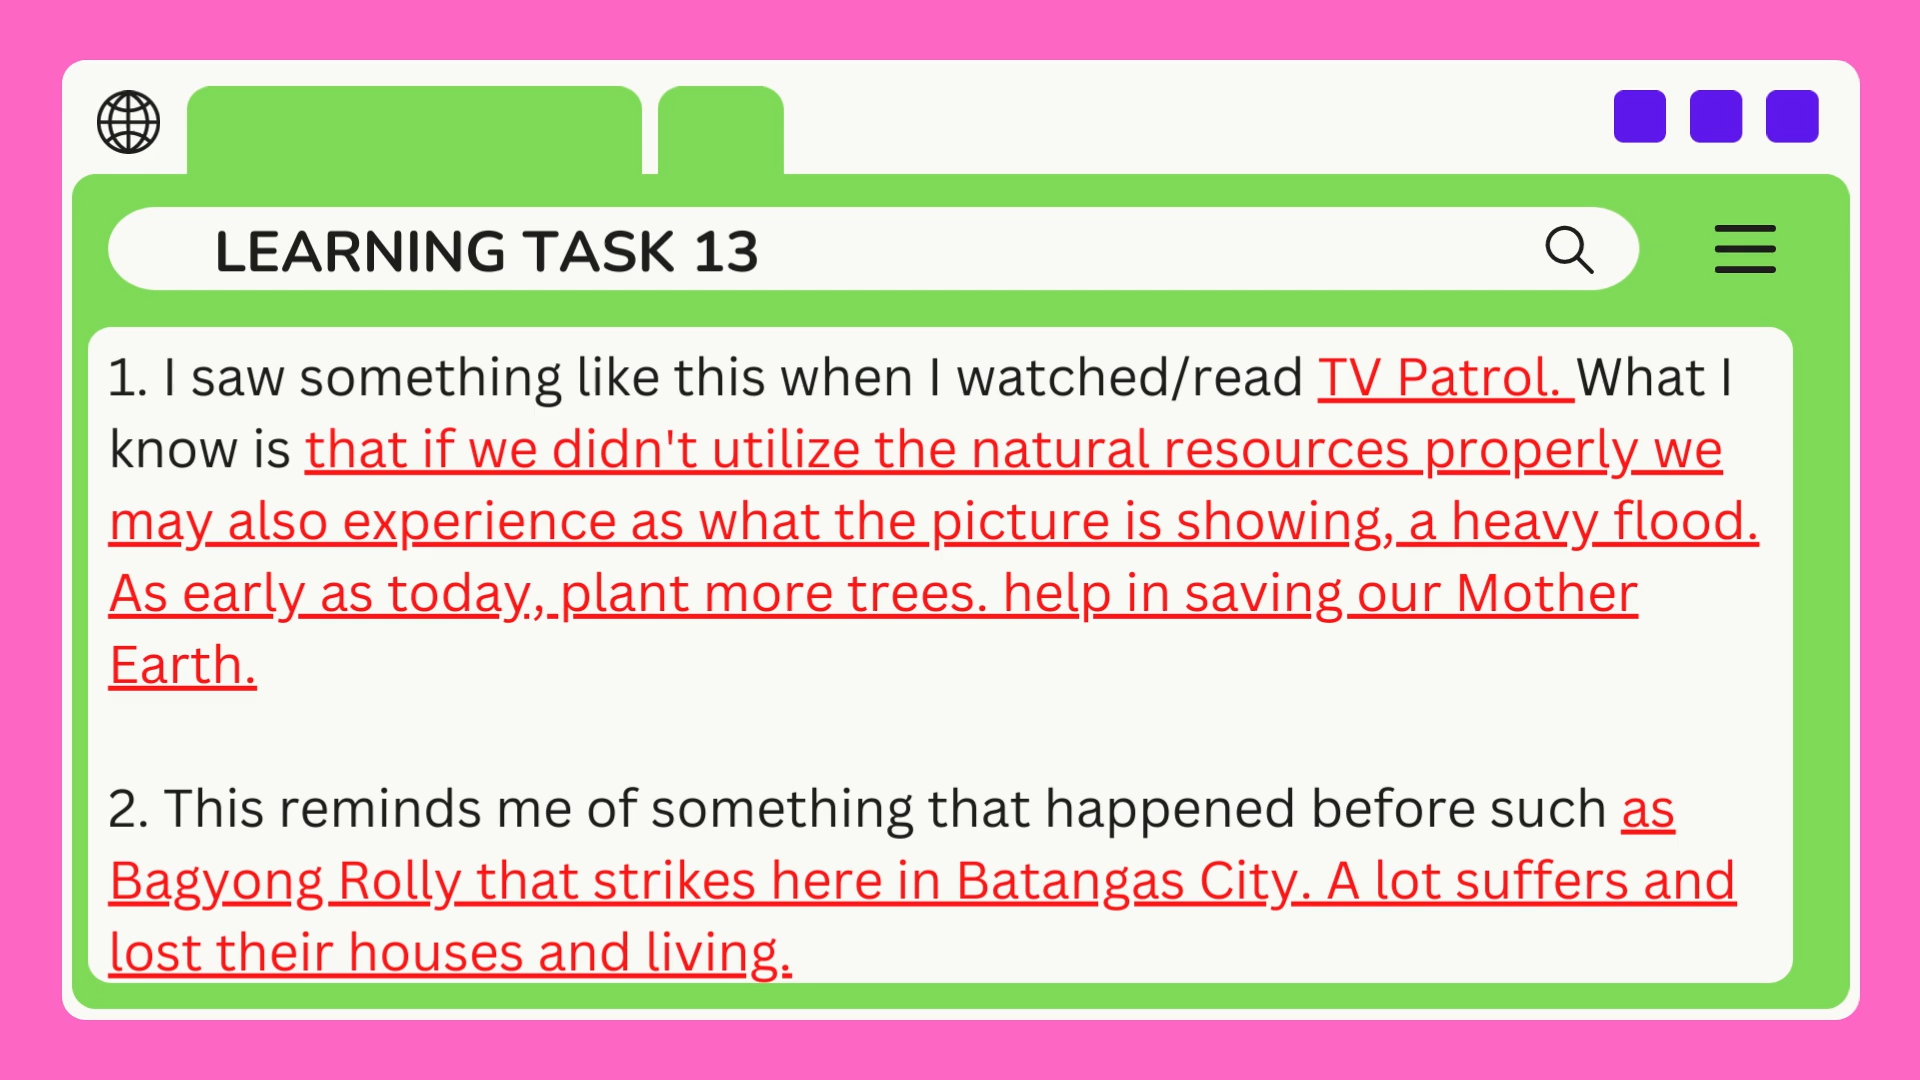 LEARNING TASK 13
1. I saw something like this when I watched/read TV Patrol. What I
know is that if we didn't utilize the natural resources properly we
may also experience as what the picture is showing, a heavy flood.
As early as today, plant more trees. help in saving our Mother
Earth.
2. This reminds me of something that happened before such as
Bagyong Rolly that strikes here in Batangas City. A lot suffers and
lost their houses and living.